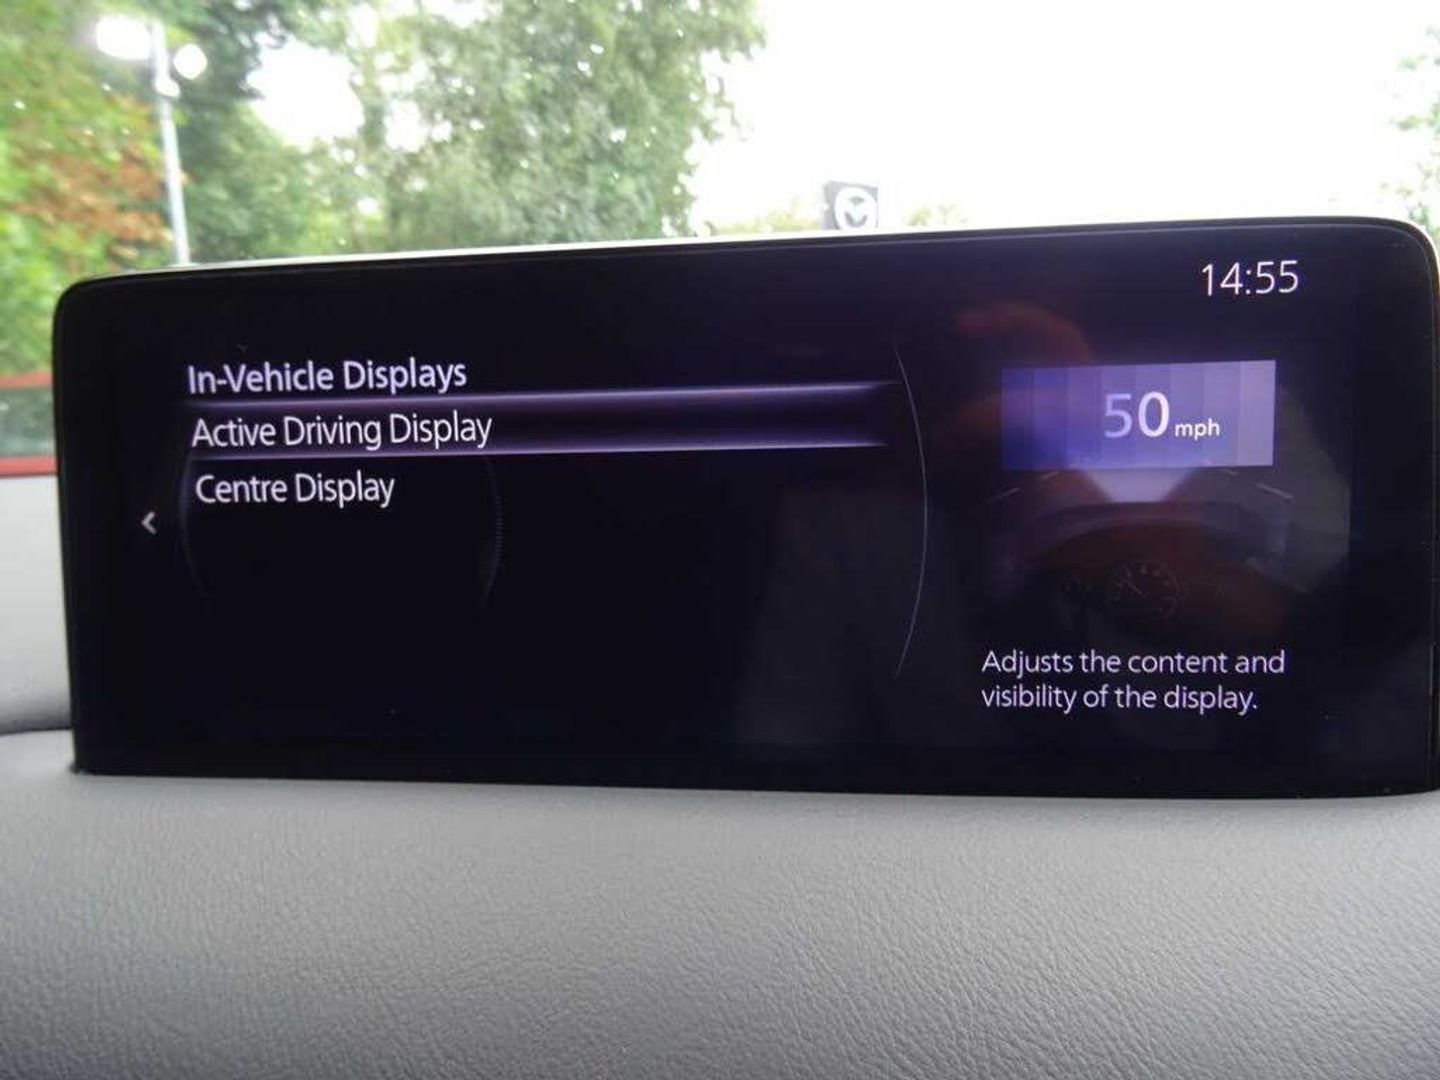 14:55
In-Vehicle Displays
Active Driving Display
Centre Display
50 mph
Adjusts the content and
visibility of the display.